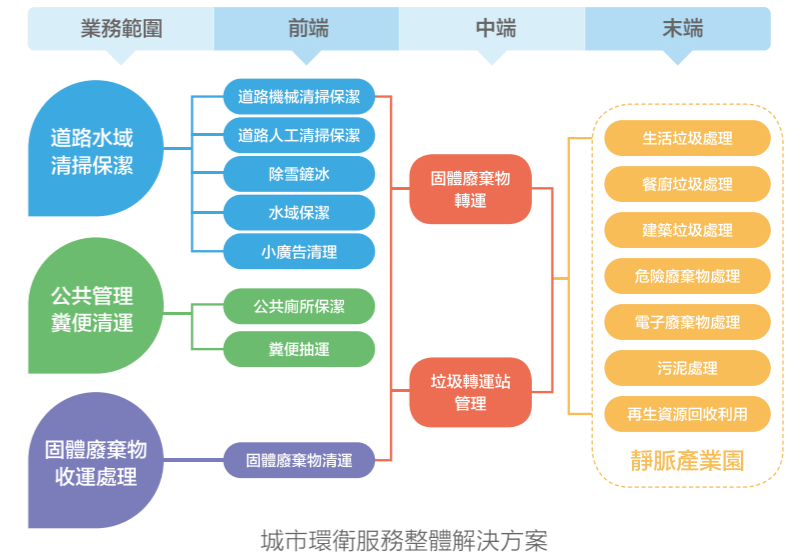 業務範圍
前端
中端
末端
道路水域
清掃保潔
道路機械清掃保潔
道路人工清掃保潔
除雪鏟冰
水域保潔
小廣告清理
公共管理
糞便清運
公共廁所保潔
糞便抽運
固體廢棄物
收運處理
固體廢棄物清運
固體廢棄物
轉運
垃圾轉運站
管理
生活垃圾處理
餐廚垃圾處理
建築垃圾處理
危險廢棄物處理
電子廢棄物處理
污泥處理
再生資源回收利用
靜脈產業園
城市環衛服務整體解決方案